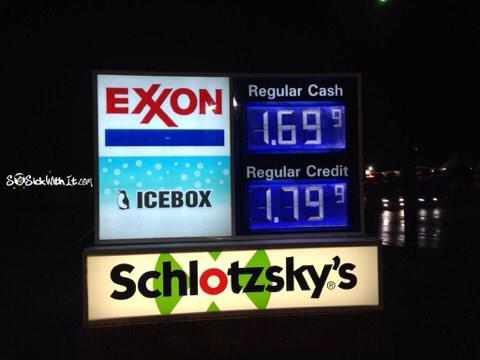 EXXON
ICEBOX
Regular Cash
1.69 9
Regular Credit
1.79 9
Schlotzsky's®
SoSickWithIt.com